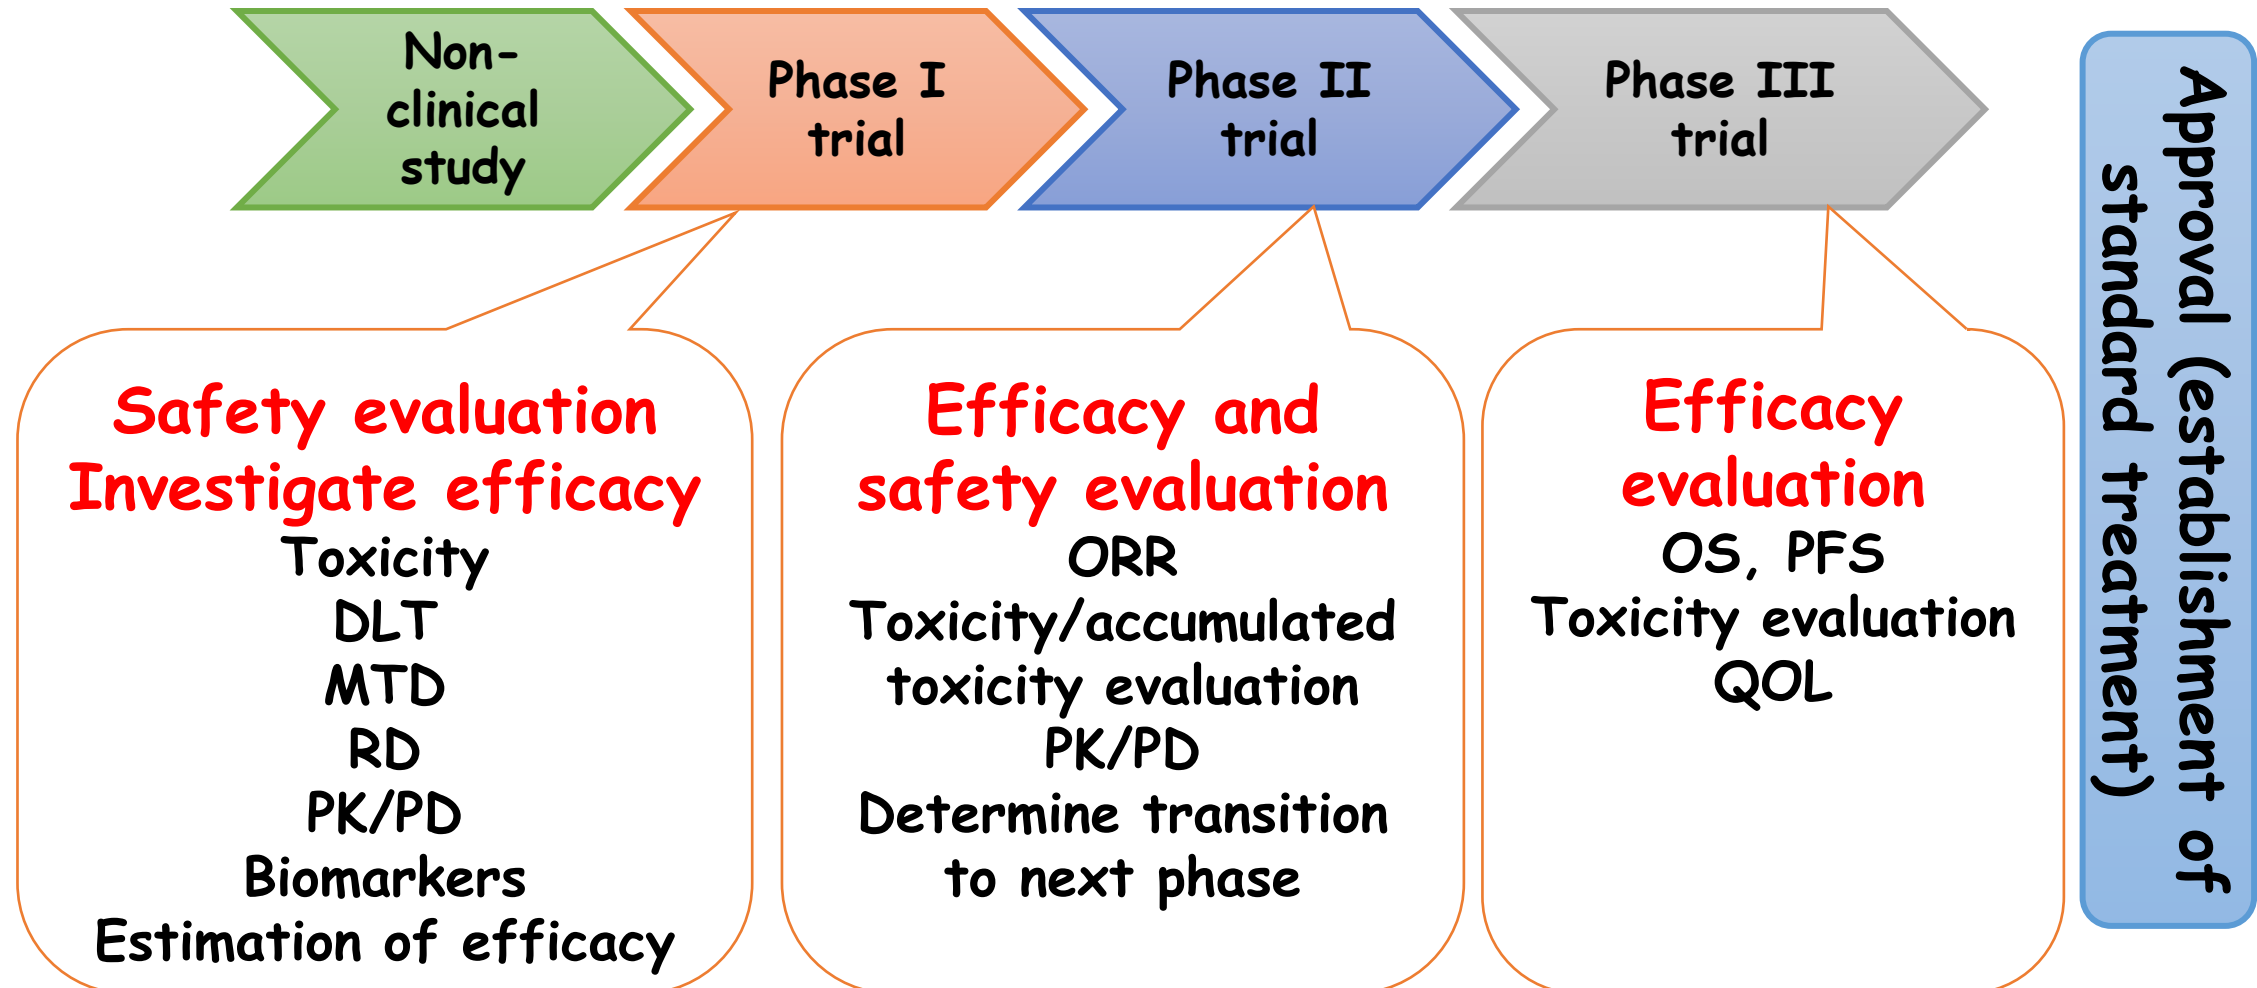 Non-
clinical
study
Phase I
trial
Phase II
trial
Phase III
trial
Safety evaluation
Investigate efficacy
Toxicity
DLT
MTD
RD
PK/PD
Biomarkers
Estimation of efficacy
Efficacy and
safety evaluation
ORR
Toxicity/accumulated
toxicity evaluation
PK/PD
Determine transition
to next phase
Efficacy
evaluation
OS, PFS
Toxicity evaluation
QOL
Approval (establishment of
standard treatment)